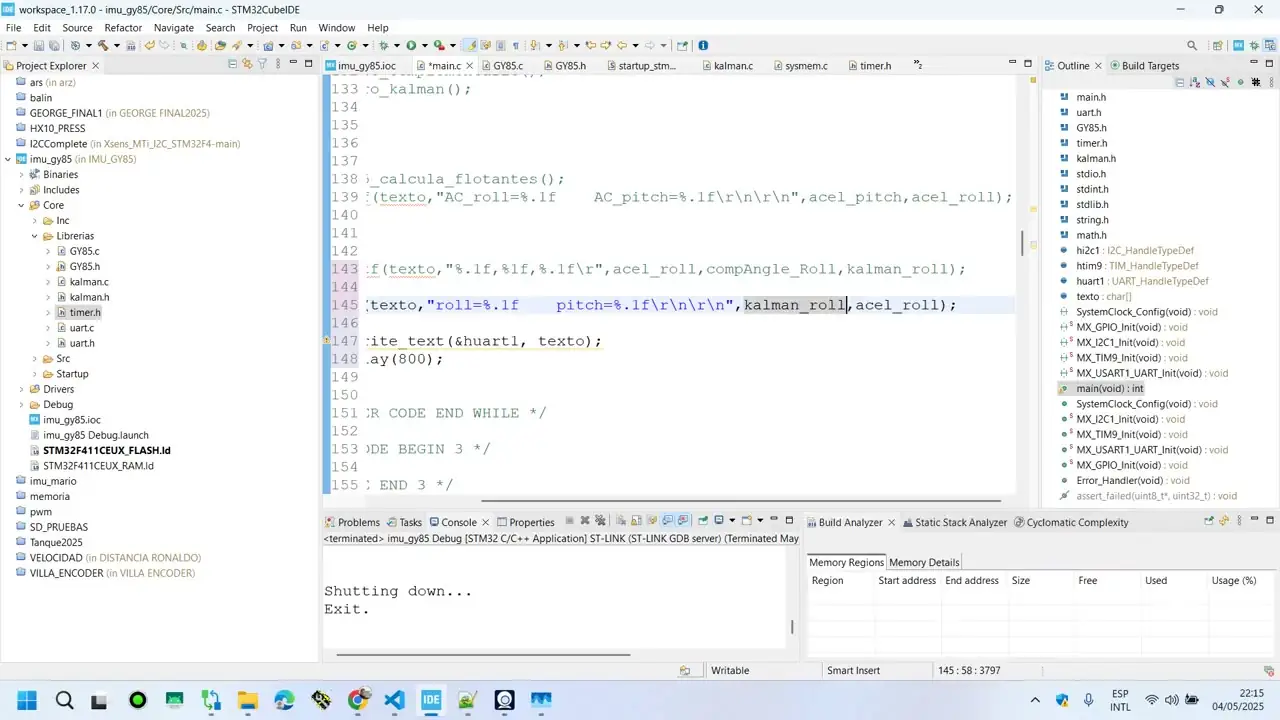 workspace_1.17.0 - imu_gy85/Core/Src/main.c - STM32CubeIDE
File Edit Source Refactor Navigate Search Project Run Window Help
Project Explorer
ars (in arz)
balin
GEORGE_FINAL1 (in GEORGE FINAL2025)
HX10_PRESS
I2CComplete (in Xsens_MTi_I2C_STM32F4-main)
imu_gy85 (in IMU_GY85)
Binaries
Includes
Core
Inc
Librerias
GY85.c
GY85.h
kalman.c
kalman.h
timer.h
uart.c
uart.h
Src
Startup
Drivers
Debug
imu_gy85.ioc
imu_gy85 Debug.launch
STM32F411CEUX_FLASH.ld
STM32F411CEUX_RAM.ld
imu_mario
memoria
pwm
SD_PRUEBAS
Tanque2025
VELOCIDAD (in DISTANCIA RONALDO)
VILLA_ENCODER (in VILLA ENCODER)
imu_gy85.ioc *main.c GY85.c GY85.h startup_stm... kalman.c sysmem.c timer.h »2
133 :o_kalman();
134
135
136
137
138 _calcula_flotantes();
139 f(texto,"AC_roll=%.1f    AC_pitch=%.1f\r\n\r\n",acel_pitch,acel_roll);
140
141
142
143 f(texto,"%.1f,%1f,%.1f\r",acel_roll,compAngle_Roll,kalman_roll);
144
145 (texto,"roll=%.1f    pitch=%.1f\r\n\r\n",kalman_roll,acel_roll);
146
147 ite_text(&huart1, texto);
148 ay(800);
149
150
151 R CODE END WHILE */
152
153 ODE BEGIN 3 */
154
155 END 3 */
Outline Build Targets
main.h
uart.h
GY85.h
timer.h
kalman.h
stdio.h
stdint.h
stdlib.h
string.h
math.h
hi2c1 : I2C_HandleTypeDef
htim9 : TIM_HandleTypeDef
huart1 : UART_HandleTypeDef
texto : char[]
SystemClock_Config(void) : void
MX_GPIO_Init(void) : void
MX_I2C1_Init(void) : void
MX_TIM9_Init(void) : void
MX_USART1_UART_Init(void) : void
main(void) : int
SystemClock_Config(void) : void
MX_I2C1_Init(void) : void
MX_TIM9_Init(void) : void
MX_USART1_UART_Init(void) : void
MX_GPIO_Init(void) : void
Error_Handler(void) : void
assert_failed(uint8_t*, uint32_t) : void
Problems Tasks Console Properties
<terminated> imu_gy85 Debug [STM32 C/C++ Application] ST-LINK (ST-LINK GDB server) (Terminated May
Shutting down...
Exit.
Build Analyzer Static Stack Analyzer Cyclomatic Complexity
Memory Regions Memory Details
Region Start address End address Size Free Used Usage (%)
Writable Smart Insert 145 : 58 : 3797
ESP
INTL
22:15
04/05/2025